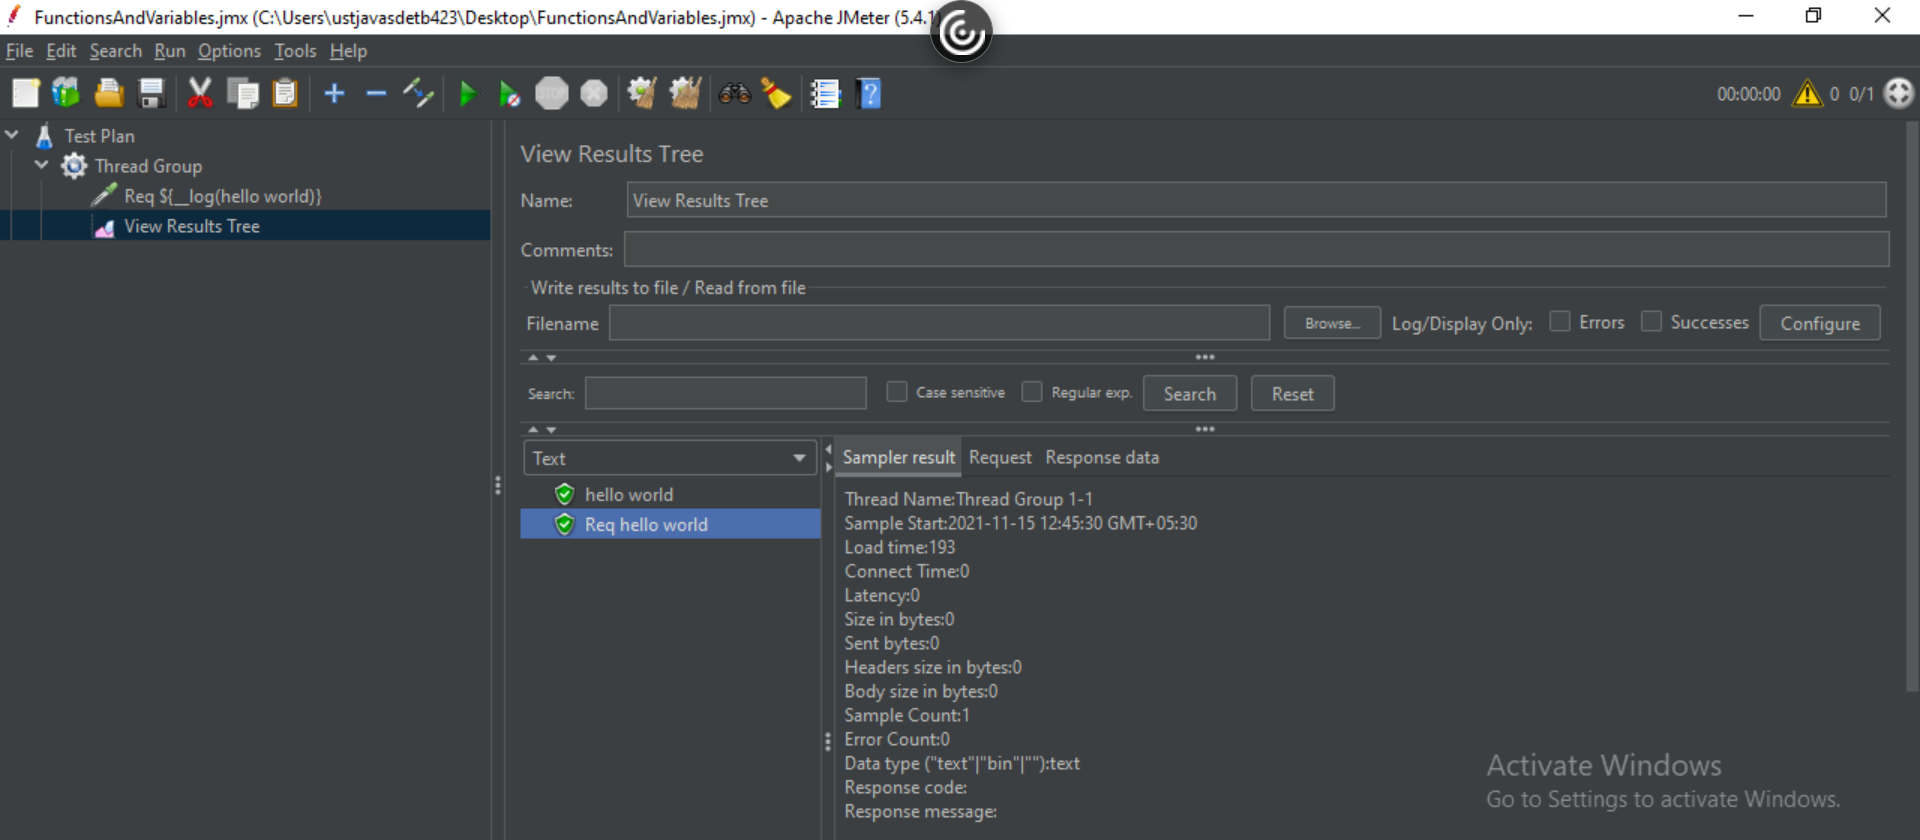 FunctionsAndVariables.jmx (C:\Users\ustjavasdetb423\Desktop\FunctionsAndVariables.jmx) - Apache JMeter (5.4.1)
File Edit Search Run Options Tools Help
STOP
00:00:00 0 0/1
Test Plan
Thread Group
Req ${__log(hello world)}
View Results Tree
View Results Tree
Name: View Results Tree
Comments:
Write results to file / Read from file
Filename Browse... Log/Display Only: Errors Successes Configure
Search: Case sensitive Regular exp. Search Reset
Text
hello world
Req hello world
Sampler result Request Response data
Thread Name:Thread Group 1-1
Sample Start:2021-11-15 12:45:30 GMT+05:30
Load time:193
Connect Time:0
Latency:0
Size in bytes:0
Sent bytes:0
Headers size in bytes:0
Body size in bytes:0
Sample Count:1
Error Count:0
Data type ("text"|"bin"|""):text
Response code:
Response message:
Activate Windows
Go to Settings to activate Windows.